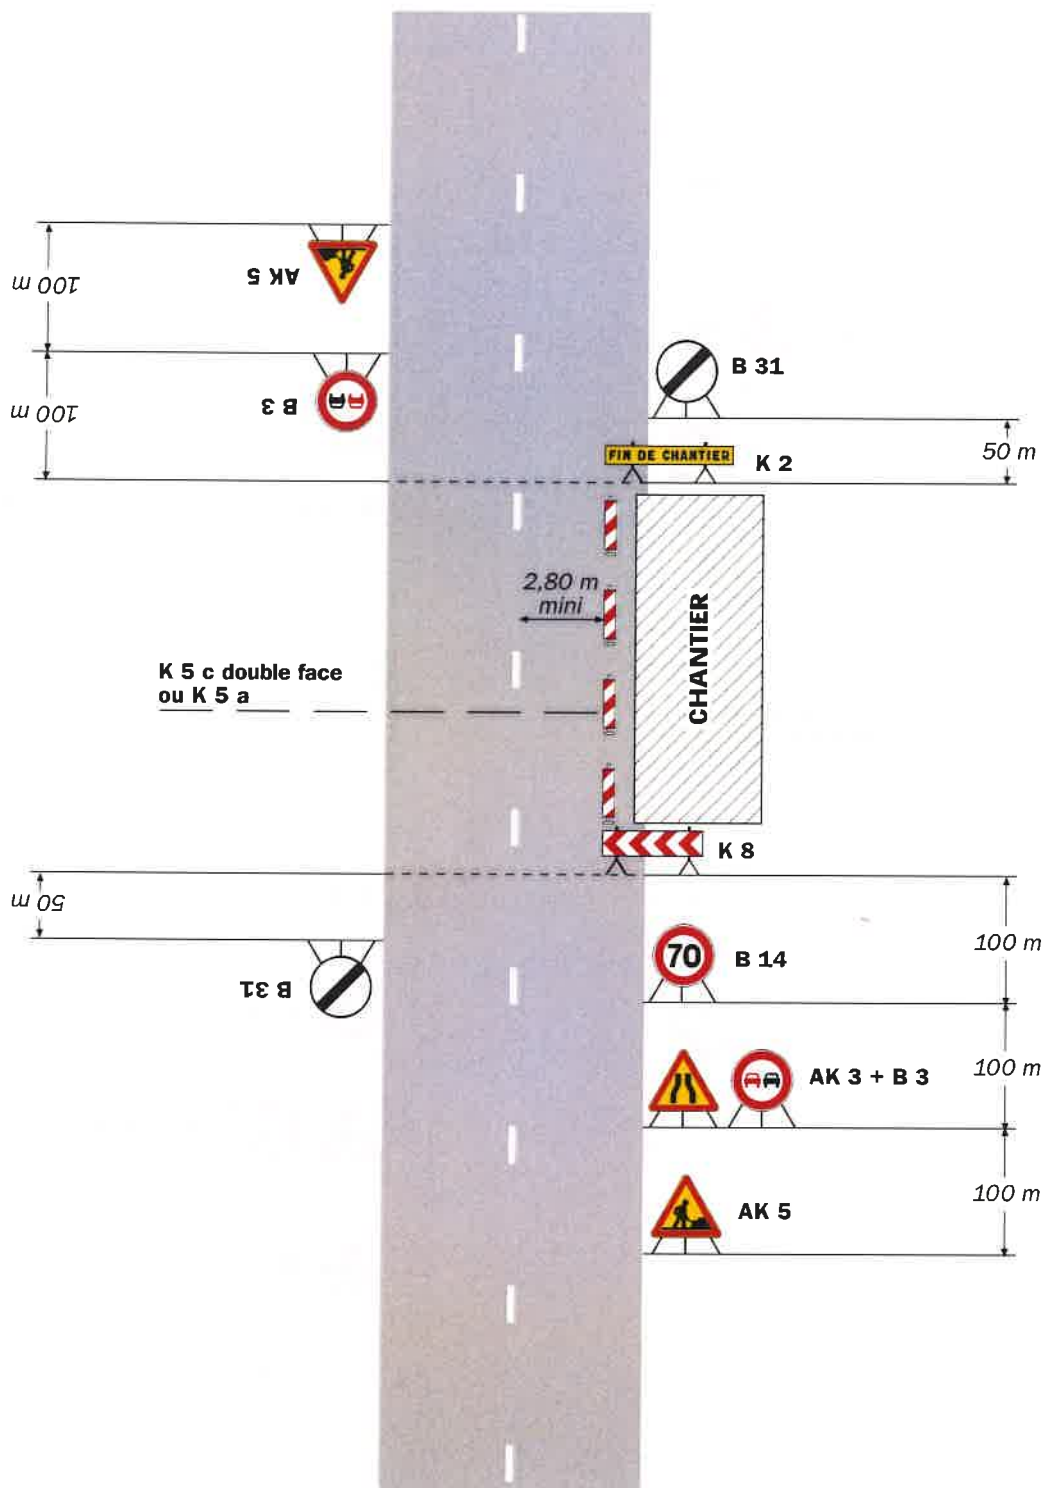 AK 5
100 m
B 3
100 m
B 31
FIN DE CHANTIER
K 2
50 m
2,80 m
mini
CHANTIER
K 5 c double face
ou K 5 a
K 8
50 m
B 31
70
B 14
100 m
AK 3 + B 3
100 m
AK 5
100 m